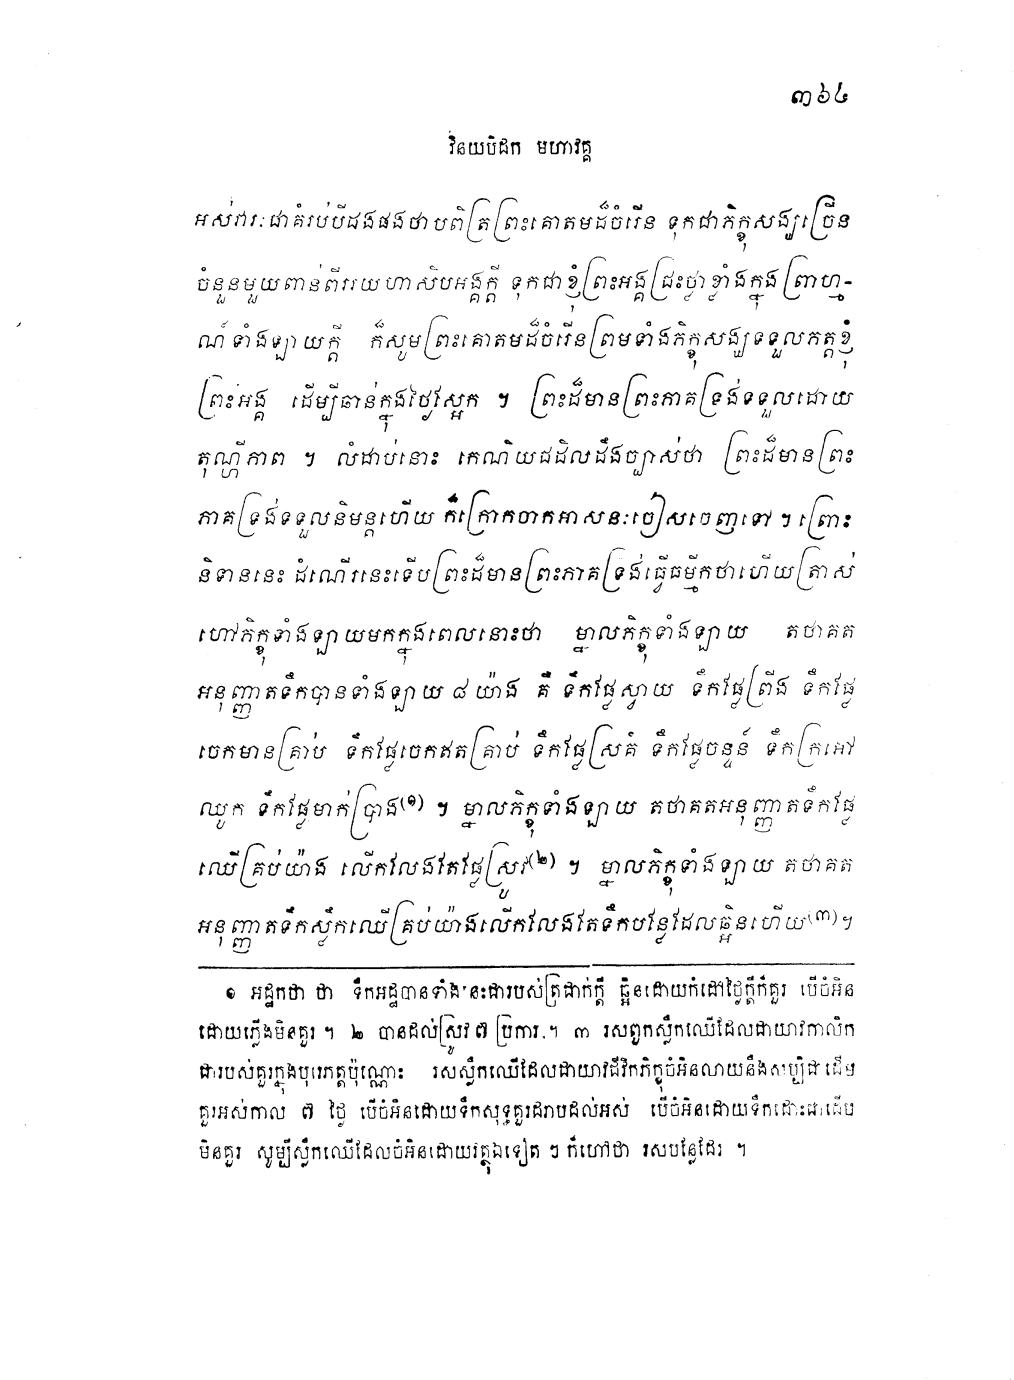 ៣៦៤
វិនយបិដក មហាវគ្គ
អស់វារៈជាគំរប់បីដងផងថា បពិត្រព្រះគោតមដ៏ចំរើន ទុកជាភិក្ខុសង្ឃច្រើន
ចំនួនមួយពាន់ពីររយហាសិបអង្គក្តី ទុកជាខ្ញុំព្រះអង្គជ្រះថ្លាខ្លាំងក្នុងព្រាហ្ម-
ណ៍ទាំងឡាយក្តី ក៏សូមព្រះគោតមដ៏ចំរើនព្រមទាំងភិក្ខុសង្ឃទទួលភត្តខ្ញុំ
ព្រះអង្គ ដើម្បីឆាន់ក្នុងថ្ងៃស្អែក ។ ព្រះដ៏មានព្រះភាគទ្រង់ទទួលដោយ
តុណ្ហីភាព ។ លំដាប់នោះ កេណិយជដិលដឹងច្បាស់ថា ព្រះដ៏មានព្រះ
ភាគទ្រង់ទទួលនិមន្តហើយ ក៏ក្រោកចាកអាសនៈចៀសចេញទៅ ។ ព្រោះ
និទាននេះ ដំណើរនេះទើបព្រះដ៏មានព្រះភាគទ្រង់ធ្វើធម្មីកថាហើយត្រាស់
ហៅភិក្ខុទាំងឡាយមកក្នុងពេលនោះថា ម្នាលភិក្ខុទាំងឡាយ តថាគត
អនុញ្ញាតទឹកបានទាំងឡាយ ៨ យ៉ាង គឺ ទឹកផ្លែស្វាយ ទឹកផ្លែព្រីង ទឹកផ្លែ
ចេកមានគ្រាប់ ទឹកផ្លែចេកឥតគ្រាប់ ទឹកផ្លែស្រគំ ទឹកផ្លែចន្ទន៍ ទឹកក្រអៅ
ឈូក ទឹកផ្លែមាក់ប្រាង(១) ។ ម្នាលភិក្ខុទាំងឡាយ តថាគតអនុញ្ញាតទឹកផ្លែ
ឈើគ្រប់យ៉ាង លើកលែងតែផ្លែស្រូវ(២) ។ ម្នាលភិក្ខុទាំងឡាយ តថាគត
អនុញ្ញាតទឹកស្លឹកឈើគ្រប់យ៉ាងលើកលែងតែទឹកបន្លែដែលឆ្អិនហើយ(៣)។
១ អដ្ឋកថា ថា ទឹកអដ្ឋបានទាំងនេះជារបស់ត្រជាក់ក្តី ឆ្អិនដោយកំដៅថ្ងៃក្តីក៏គួរ បើចំអិន
ដោយភ្លើងមិនគួរ ។ ២ បានដល់ស្រូវ ៧ ប្រការ ។ ៣ រសពួកស្លឹកឈើដែលជាយាវកាលិក
ជារបស់គួរក្នុងបុរេភត្តប៉ុណ្ណោះ រសស្លឹកឈើដែលជាយាវជីវិកភិក្ខុចំអិនលាយនឹងសប្បិជាដើម
គួរអស់កាល ៧ ថ្ងៃ បើចំអិនដោយទឹកសុទ្ធគួរដរាបដល់អស់ បើចំអិនដោយទឹកដោះជាដើម
មិនគួរ សូម្បីស្លឹកឈើដែលចំអិនដោយវត្ថុឯទៀត ៗ ក៏ហៅថា រសបន្លែដែរ ។